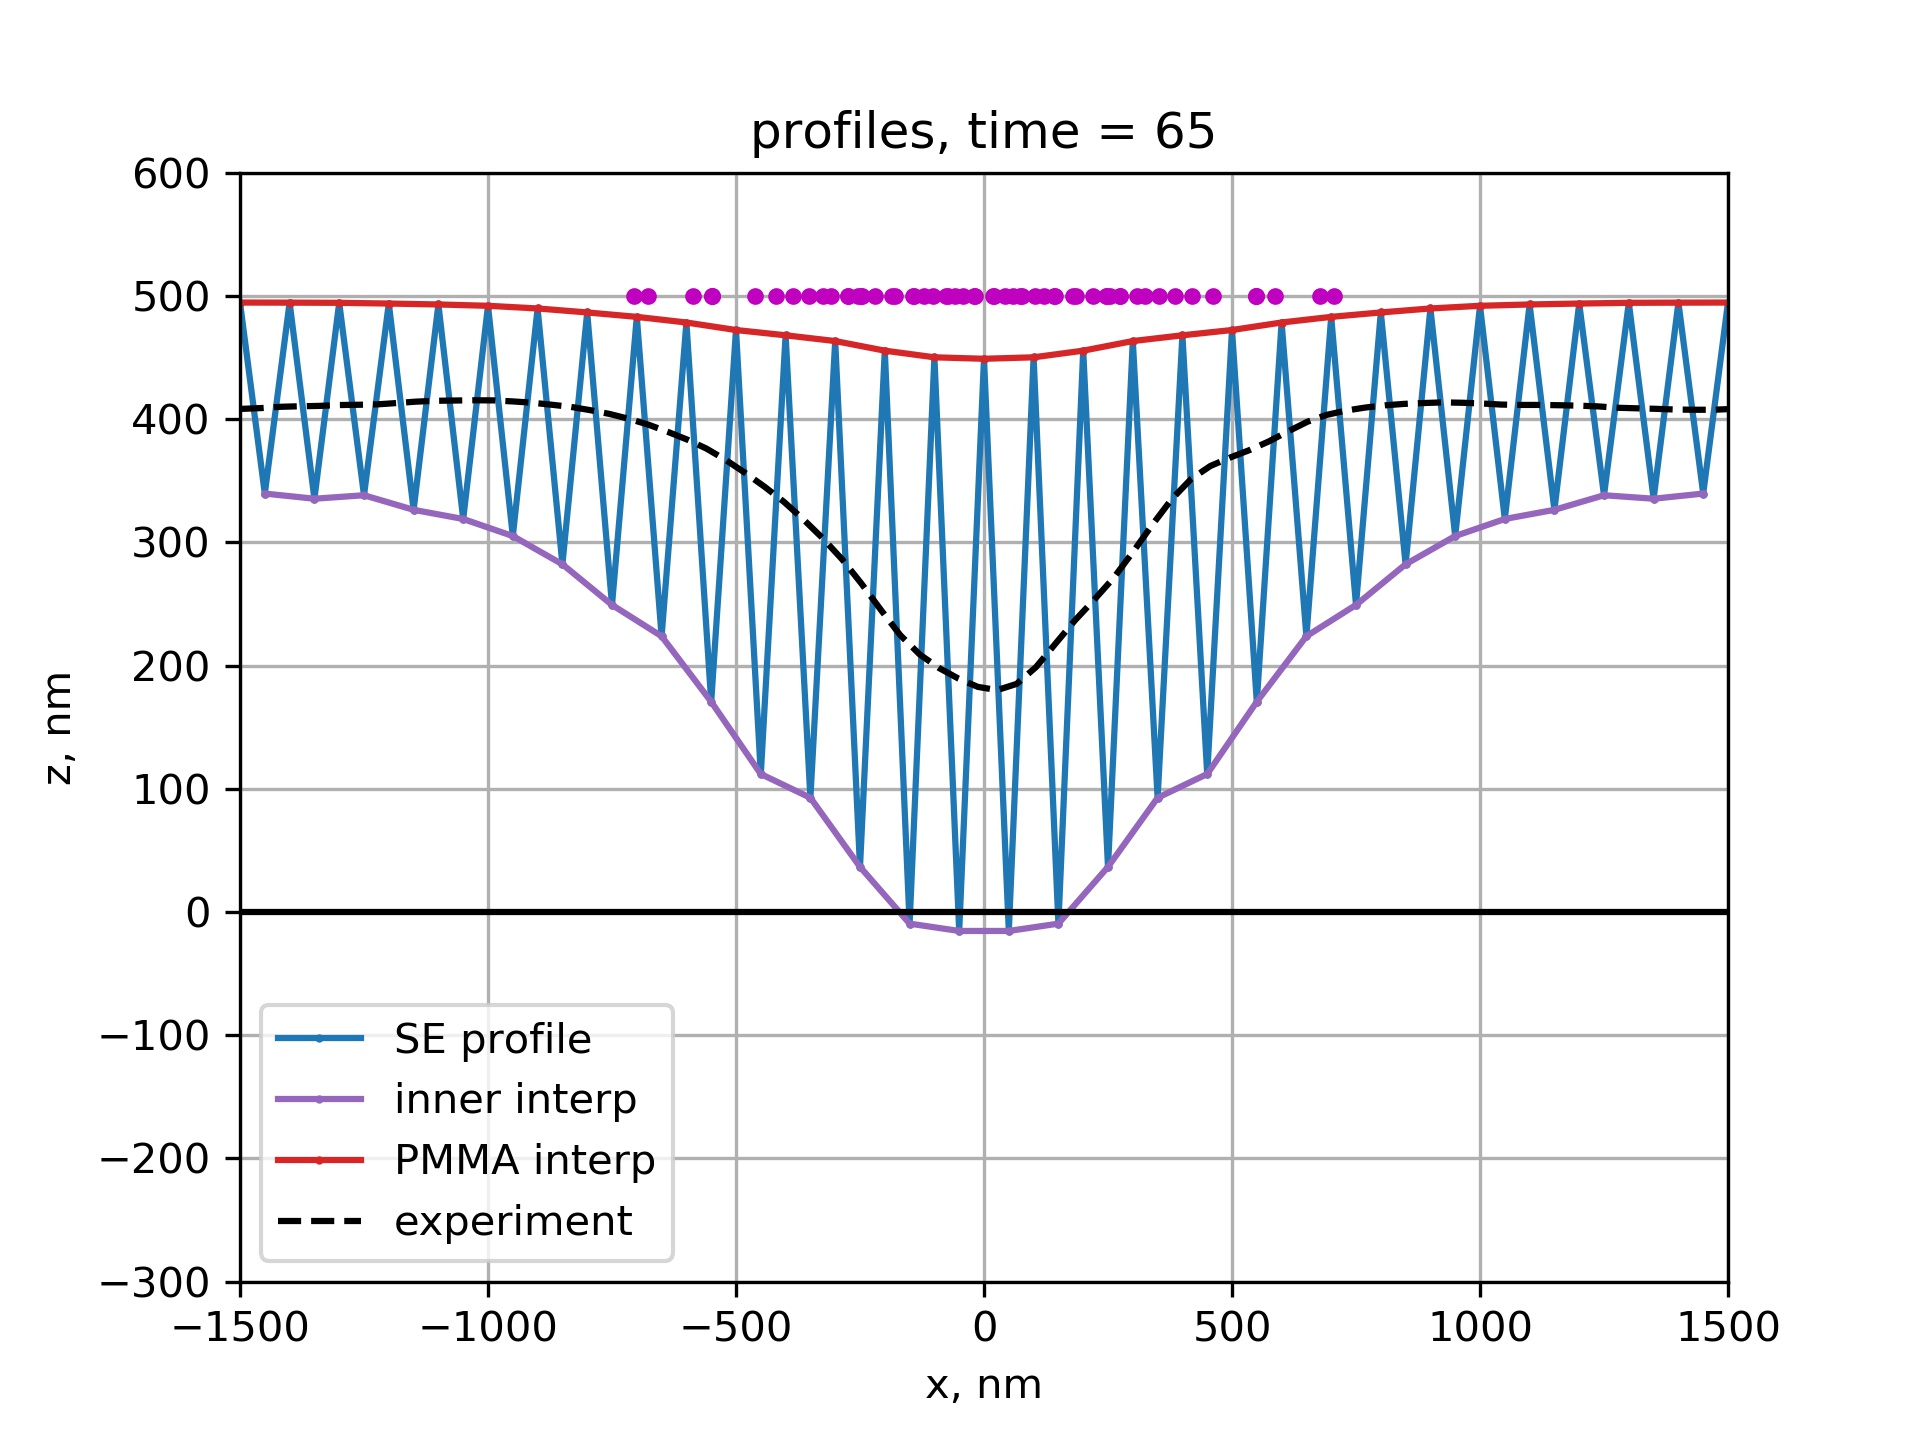 profiles, time = 65
600
500
400
300
200
100
0
−100
−200
−300
z, nm
SE profile
inner interp
PMMA interp
experiment
−1500 −1000 −500 0 500 1000 1500
x, nm